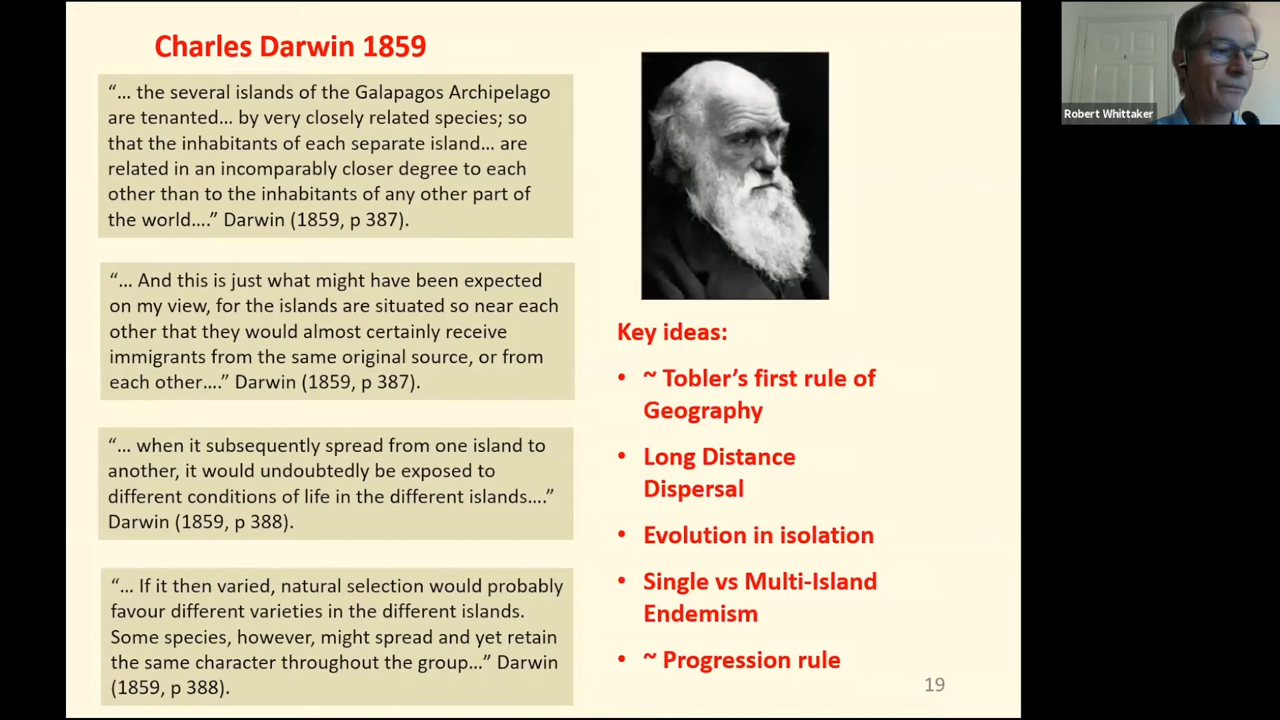 Charles Darwin 1859
“... the several islands of the Galapagos Archipelago
are tenanted... by very closely related species; so
that the inhabitants of each separate island... are
related in an incomparably closer degree to each
other than to the inhabitants of any other part of
the world....” Darwin (1859, p 387).
“... And this is just what might have been expected
on my view, for the islands are situated so near each
other that they would almost certainly receive
immigrants from the same original source, or from
each other....” Darwin (1859, p 387).
“... when it subsequently spread from one island to
another, it would undoubtedly be exposed to
different conditions of life in the different islands....”
Darwin (1859, p 388).
“... If it then varied, natural selection would probably
favour different varieties in the different islands.
Some species, however, might spread and yet retain
the same character throughout the group...” Darwin
(1859, p 388).
Key ideas:
• ~ Tobler’s first rule of
Geography
• Long Distance
Dispersal
• Evolution in isolation
• Single vs Multi-Island
Endemism
• ~ Progression rule
19
Robert Whittaker